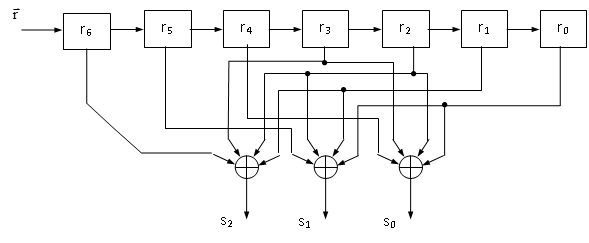 r⃗
r₆ r₅ r₄ r₃ r₂ r₁ r₀
s₂ s₁ s₀